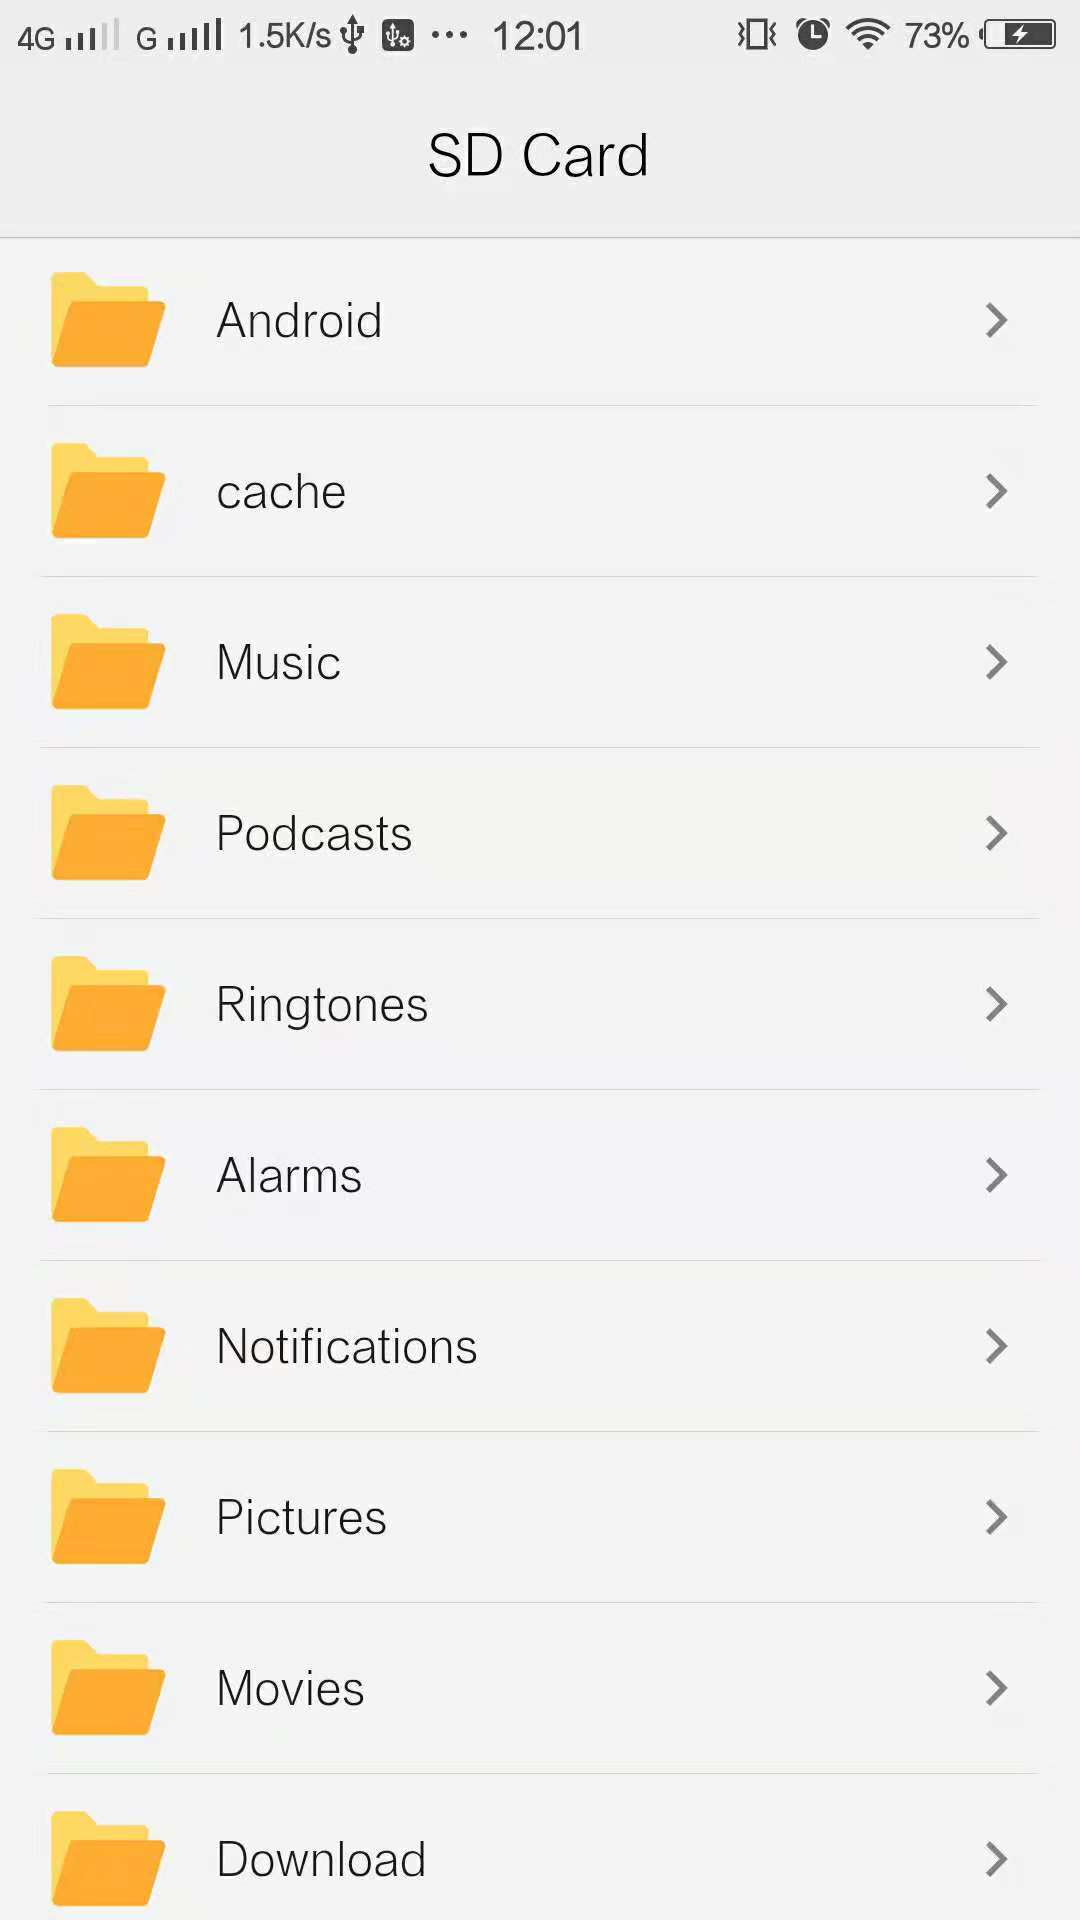 4G G 1.5K/s ··· 12:01 73%
SD Card
Android
cache
Music
Podcasts
Ringtones
Alarms
Notifications
Pictures
Movies
Download